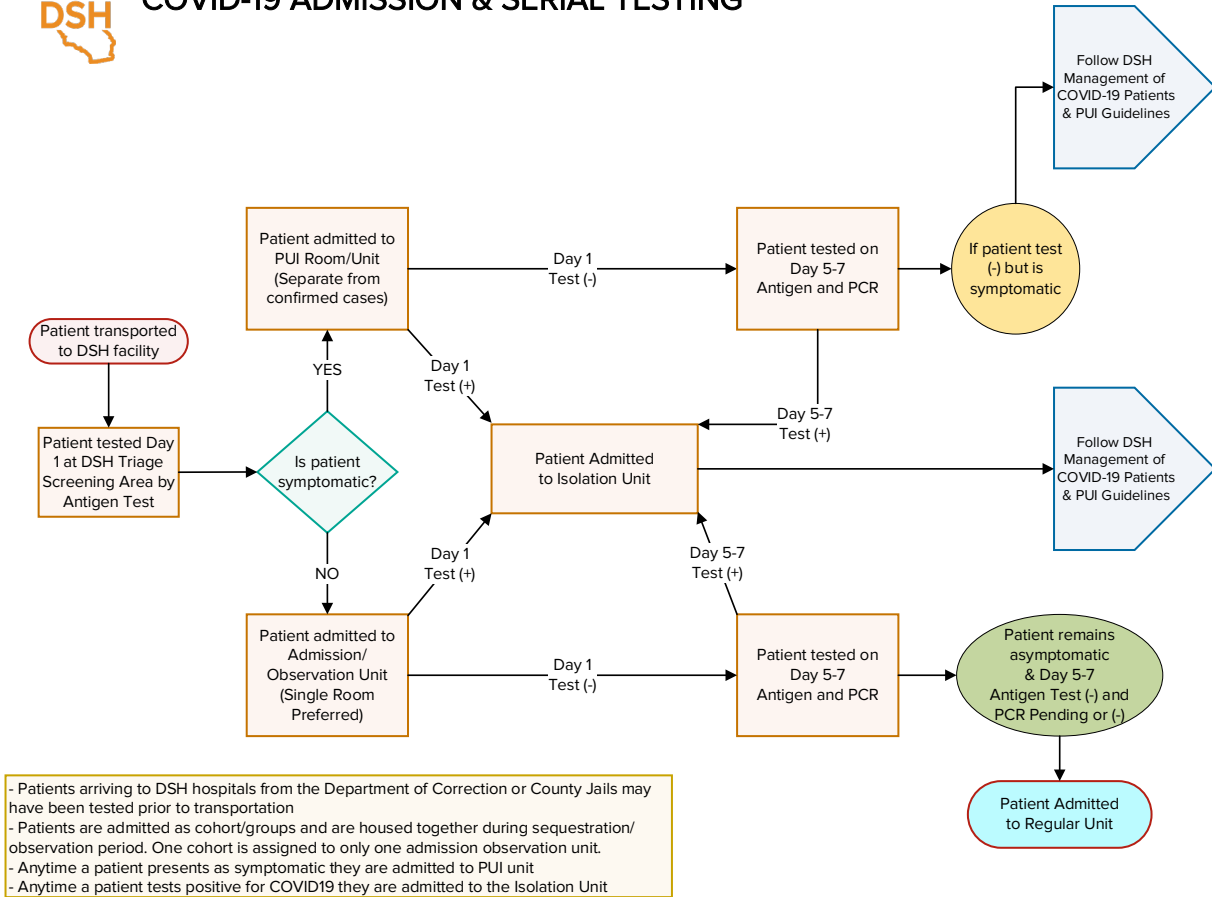 DSH
COVID-19 ADMISSION & SERIAL TESTING
Follow DSH
Management of
COVID-19 Patients
& PUI Guidelines
Patient admitted to
PUI Room/Unit
(Separate from
confirmed cases)
Day 1
Test (-)
Patient tested on
Day 5-7
Antigen and PCR
If patient test
(-) but is
symptomatic
Patient transported
to DSH facility
YES
Day 1
Test (+)
Day 5-7
Test (+)
Patient tested Day
1 at DSH Triage
Screening Area by
Antigen Test
Is patient
symptomatic?
Patient Admitted
to Isolation Unit
Follow DSH
Management of
COVID-19 Patients
& PUI Guidelines
NO
Day 1
Test (+)
Day 5-7
Test (+)
Patient admitted to
Admission/
Observation Unit
(Single Room
Preferred)
Day 1
Test (-)
Patient tested on
Day 5-7
Antigen and PCR
Patient remains
asymptomatic
& Day 5-7
Antigen Test (-) and
PCR Pending or (-)
Patient Admitted
to Regular Unit
- Patients arriving to DSH hospitals from the Department of Correction or County Jails may
have been tested prior to transportation
- Patients are admitted as cohort/groups and are housed together during sequestration/
observation period. One cohort is assigned to only one admission observation unit.
- Anytime a patient presents as symptomatic they are admitted to PUI unit
- Anytime a patient tests positive for COVID19 they are admitted to the Isolation Unit